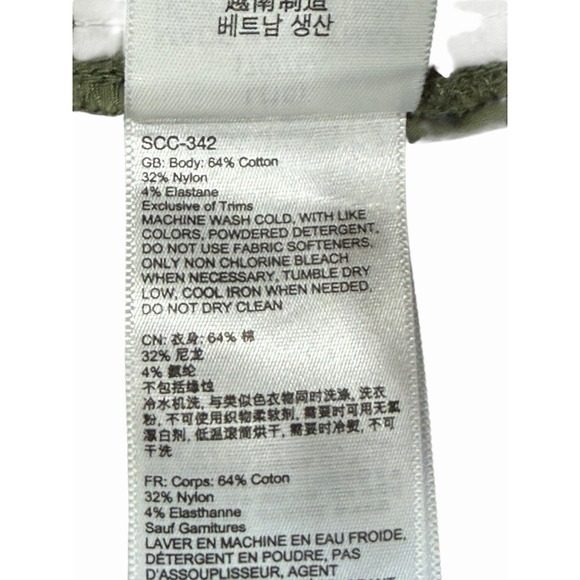 越南制造
베트남 생산
SCC-342
GB: Body: 64% Cotton
32% Nylon
4% Elastane
Exclusive of Trims
MACHINE WASH COLD, WITH LIKE
COLORS, POWDERED DETERGENT,
DO NOT USE FABRIC SOFTENERS,
ONLY NON CHLORINE BLEACH
WHEN NECESSARY, TUMBLE DRY
LOW, COOL IRON WHEN NEEDED,
DO NOT DRY CLEAN
CN: 衣身: 64% 棉
32% 尼龙
4% 氨纶
不包括缘蚀
冷水机洗, 与类似色衣物同时洗涤, 洗衣
粉, 不可使用织物柔软剂, 需要时可用无氯
漂白剂, 低温滚筒烘干, 需要时冷熨, 不可
干洗
FR: Corps: 64% Coton
32% Nylon
4% Elasthanne
Sauf Garnitures
LAVER EN MACHINE EN EAU FROIDE,
DÉTERGENT EN POUDRE, PAS
D'ASSOUPLISSEUR, AGENT